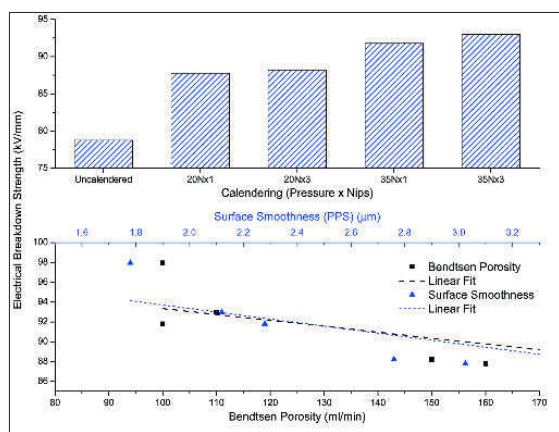 95
90
85
80
75
Uncalendered 20Nx1 20Nx3 35Nx1 35Nx3
Calendering (Pressure x Nips)
Electrical Breakdown Strength (kV/mm)
Surface Smoothness (PPS) (μm)
1.6 1.8 2.0 2.2 2.4 2.6 2.8 3.0 3.2
100
98
96
94
92
90
88
86
Bendtsen Porosity
Linear Fit
Surface Smoothness
Linear Fit
80 90 100 110 120 130 140 150 160 170
Bendtsen Porosity (ml/min)